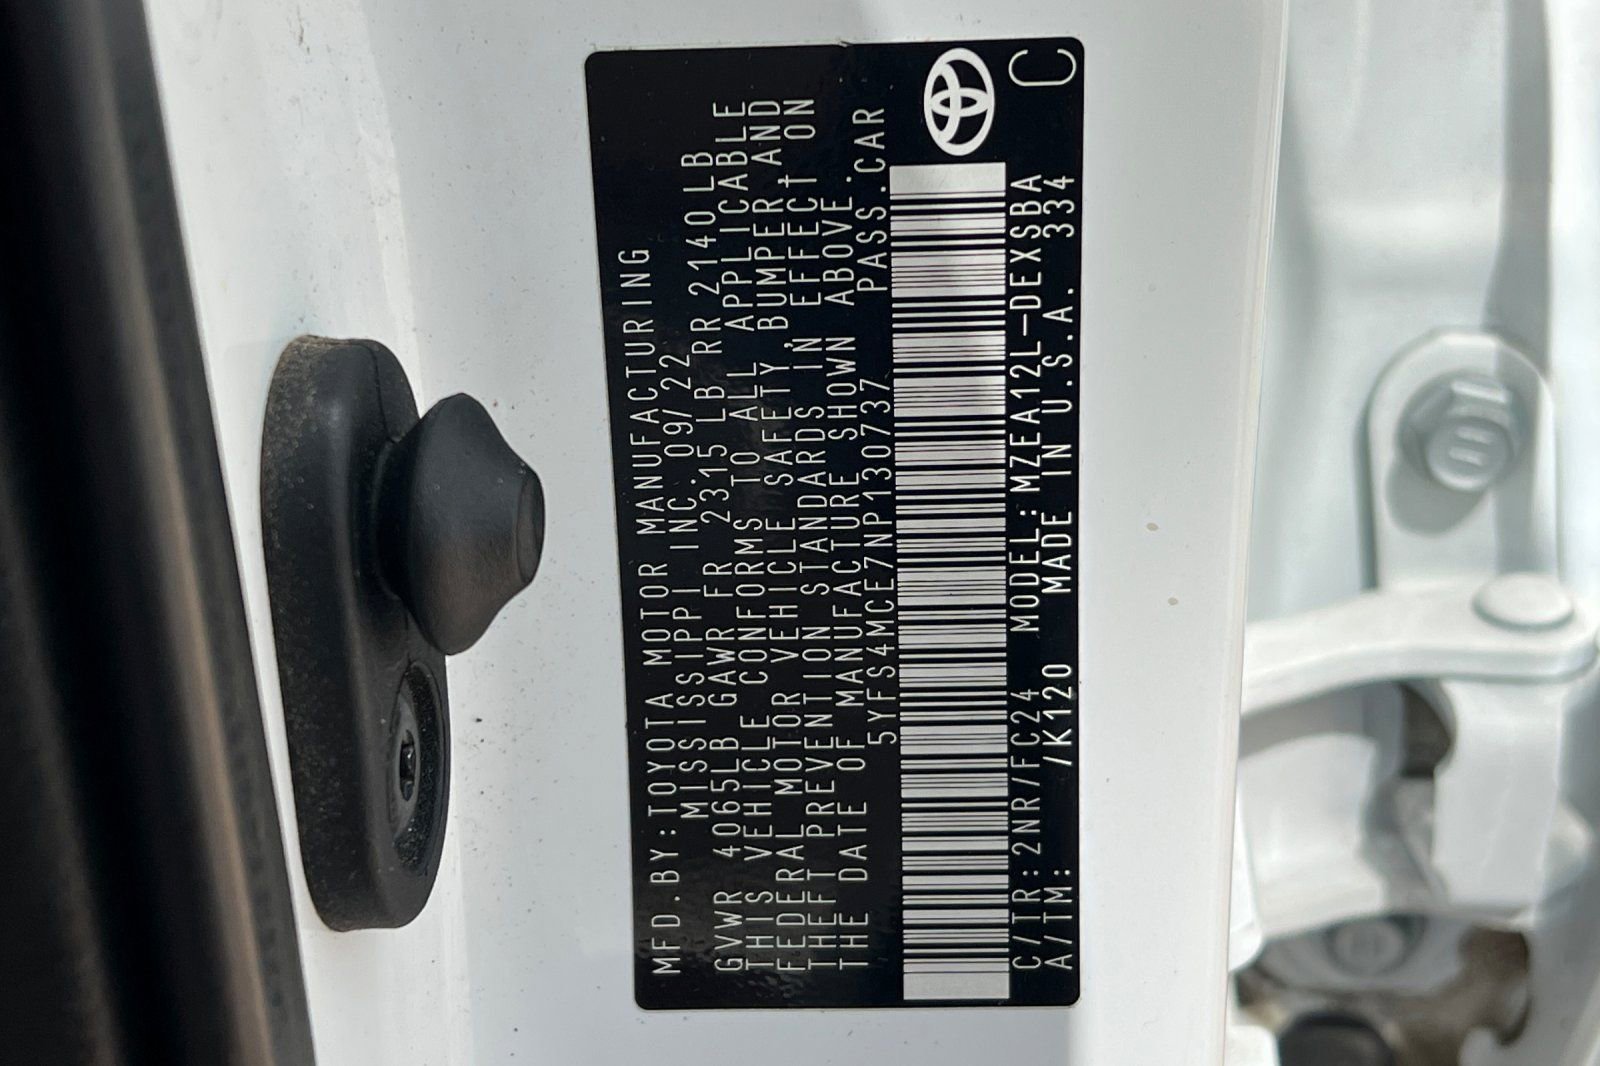 MFD.BY:TOYOTA MOTOR MANUFACTURING
MISSISSIPPI INC. 09/22
GVWR 4065LB GAWR FR 2315 LB RR 2140LB
THIS VEHICLE CONFORMS TO ALL APPLICABLE
FEDERAL MOTOR VEHICLE SAFETY, BUMPER, AND
THEFT PREVENTION STANDARDS IN EFFECT ON
THE DATE OF MANUFACTURE SHOWN ABOVE.
5YFS4MCE7NP130737 PASS.CAR
C/TR: 2NR/FC24 MODEL: MZEA12L-DEXSBA
A/TM: /K120 MADE IN U.S.A. 334
C